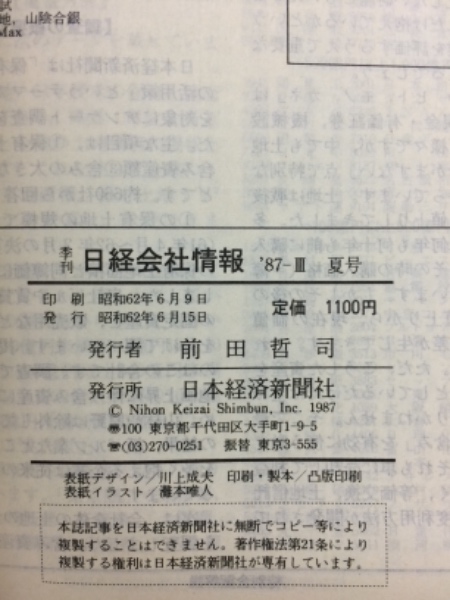 試
地，山陰合銀
Max
季刊 日経会社情報 '87-Ⅲ 夏号
印刷 昭和62年6月9日
発行 昭和62年6月15日
定価 1100円
発行者 前田哲司
発行所 日本経済新聞社
© Nihon Keizai Shimbun, Inc. 1987
〠100 東京都千代田区大手町1-9-5
☎(03)270-0251 振替 東京3-555
表紙デザイン／川上成夫 印刷・製本／凸版印刷
表紙イラスト／灘本唯人
本誌記事を日本経済新聞社に無断でコピー等により
複製することはできません。著作権法第21条により
複製する権利は日本経済新聞社が専有しています。